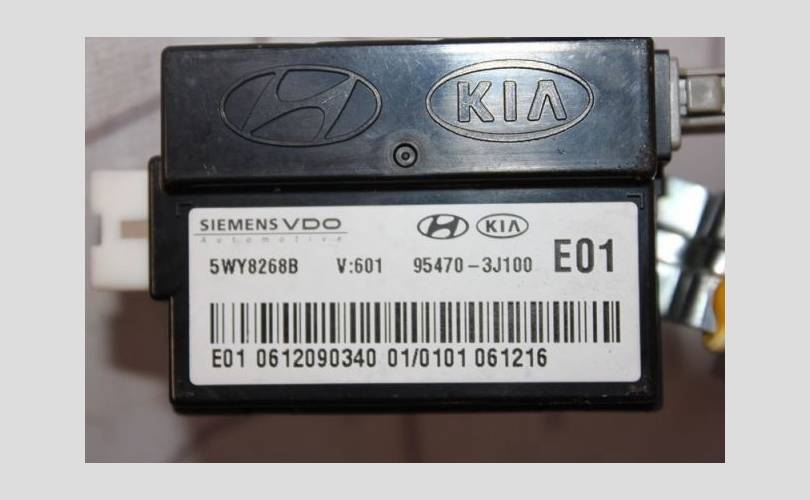 KIA
SIEMENS VDO
Automotive
KIA
5WY8268B V:601 95470-3J100 E01
E01 0612090340 01/0101 061216